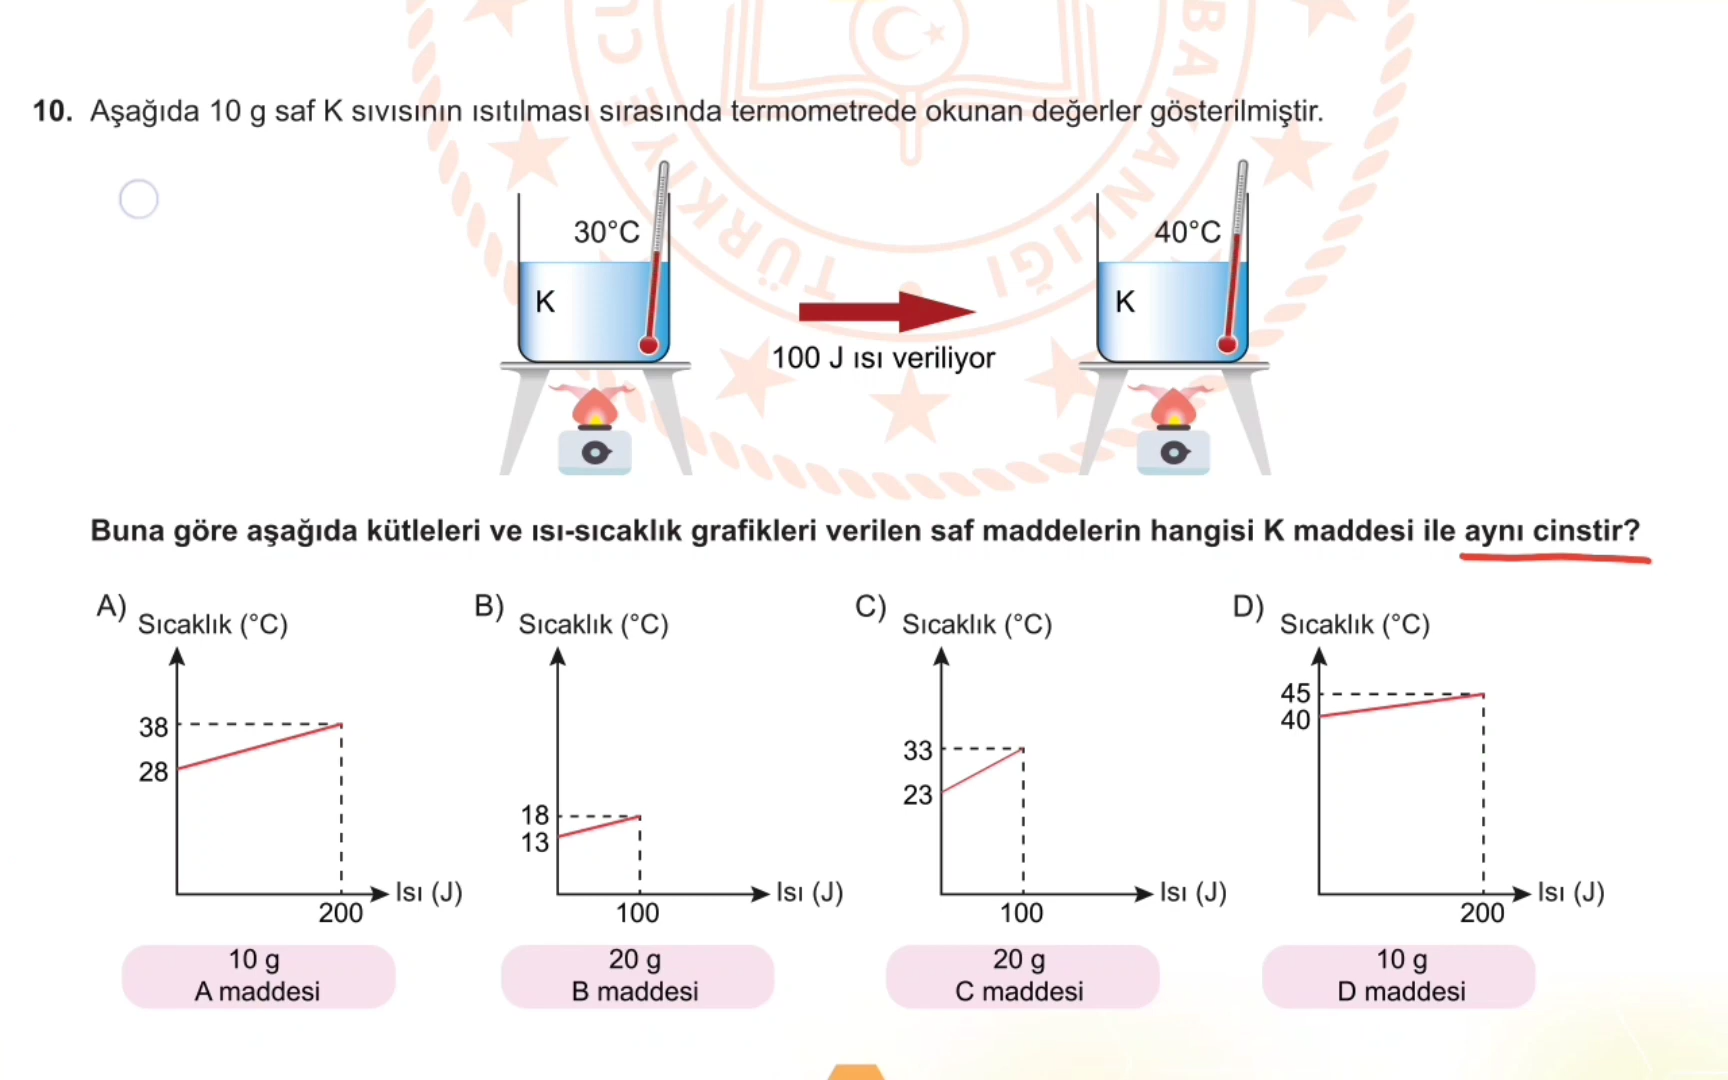 10. Aşağıda 10 g saf K sıvısının ısıtılması sırasında termometrede okunan değerler gösterilmiştir.
30°C
40°C
K
K
100 J ısı veriliyor
Buna göre aşağıda kütleleri ve ısı-sıcaklık grafikleri verilen saf maddelerin hangisi K maddesi ile aynı cinstir?
A)
Sıcaklık (°C)
38
28
200
Isı (J)
10 g
A maddesi
B)
Sıcaklık (°C)
18
13
100
Isı (J)
20 g
B maddesi
C)
Sıcaklık (°C)
33
23
100
Isı (J)
20 g
C maddesi
D)
Sıcaklık (°C)
45
40
200
Isı (J)
10 g
D maddesi